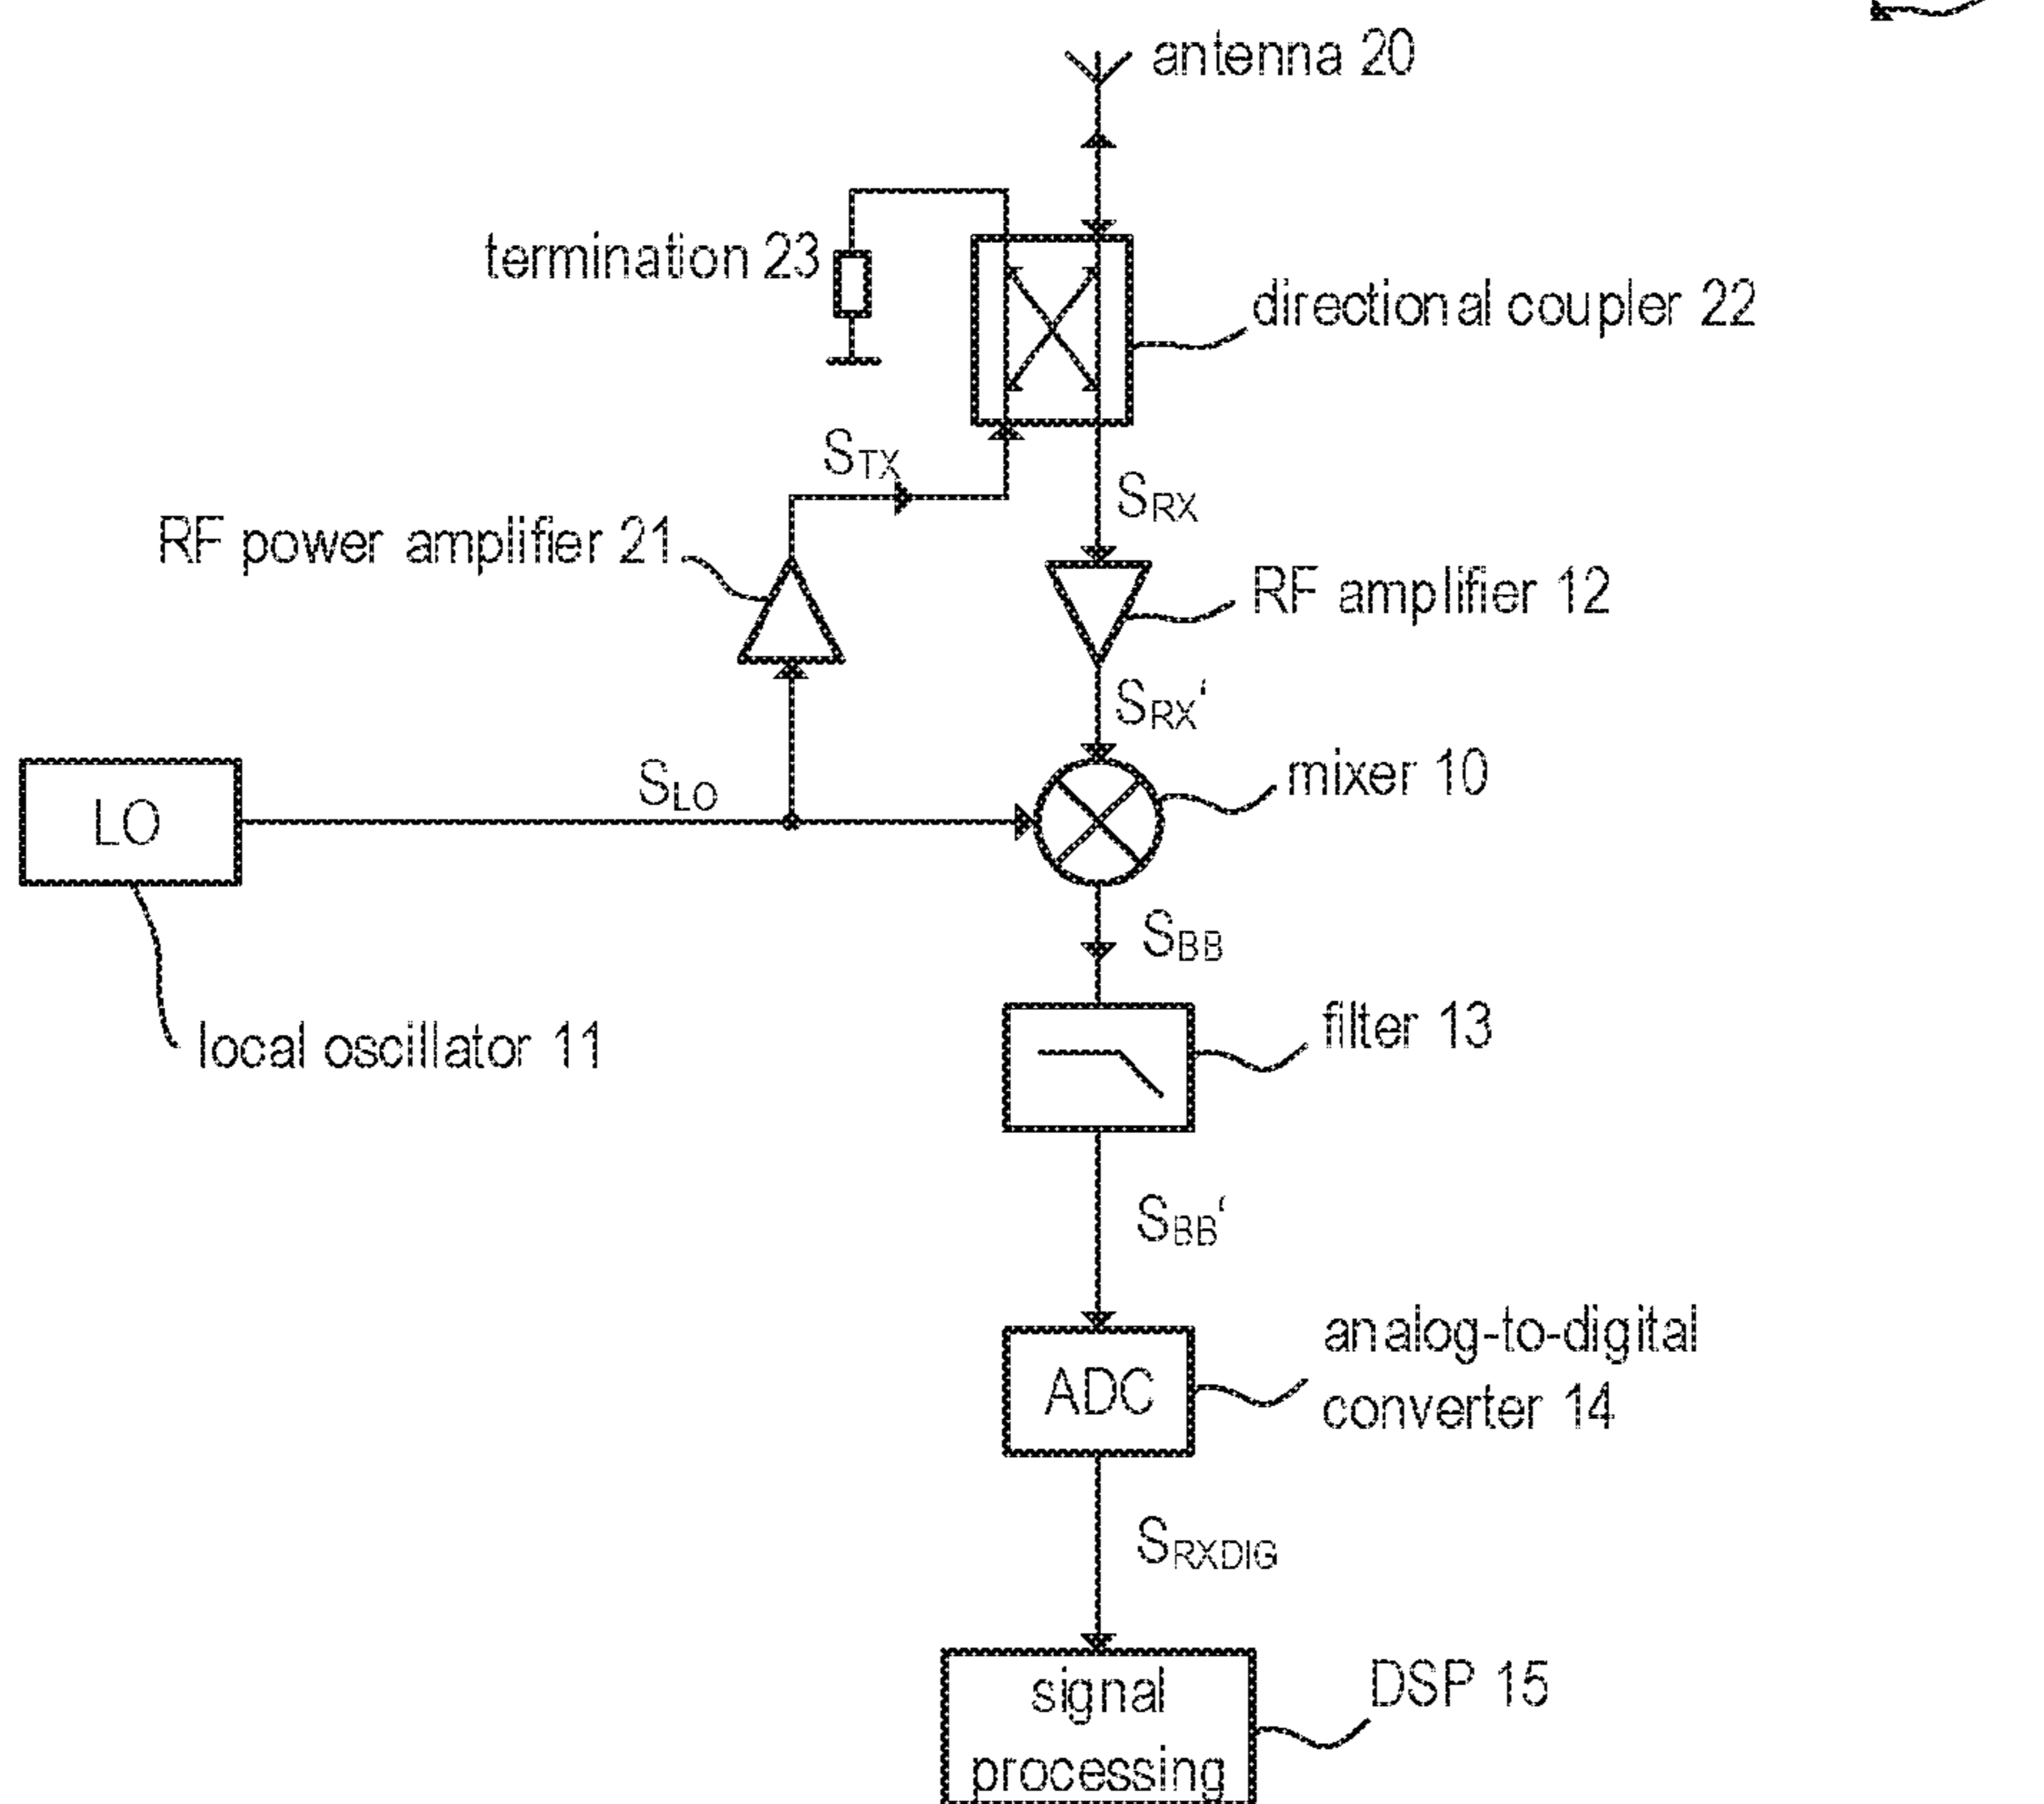 antenna 20
termination 23
directional coupler 22
STX
SRX
RF power amplifier 21
RF amplifier 12
SRX‘
mixer 10
SLO
LO
SBB
local oscillator 11
filter 13
SBB‘
analog-to-digital
converter 14
ADC
SRXDIG
signal
processing
DSP 15